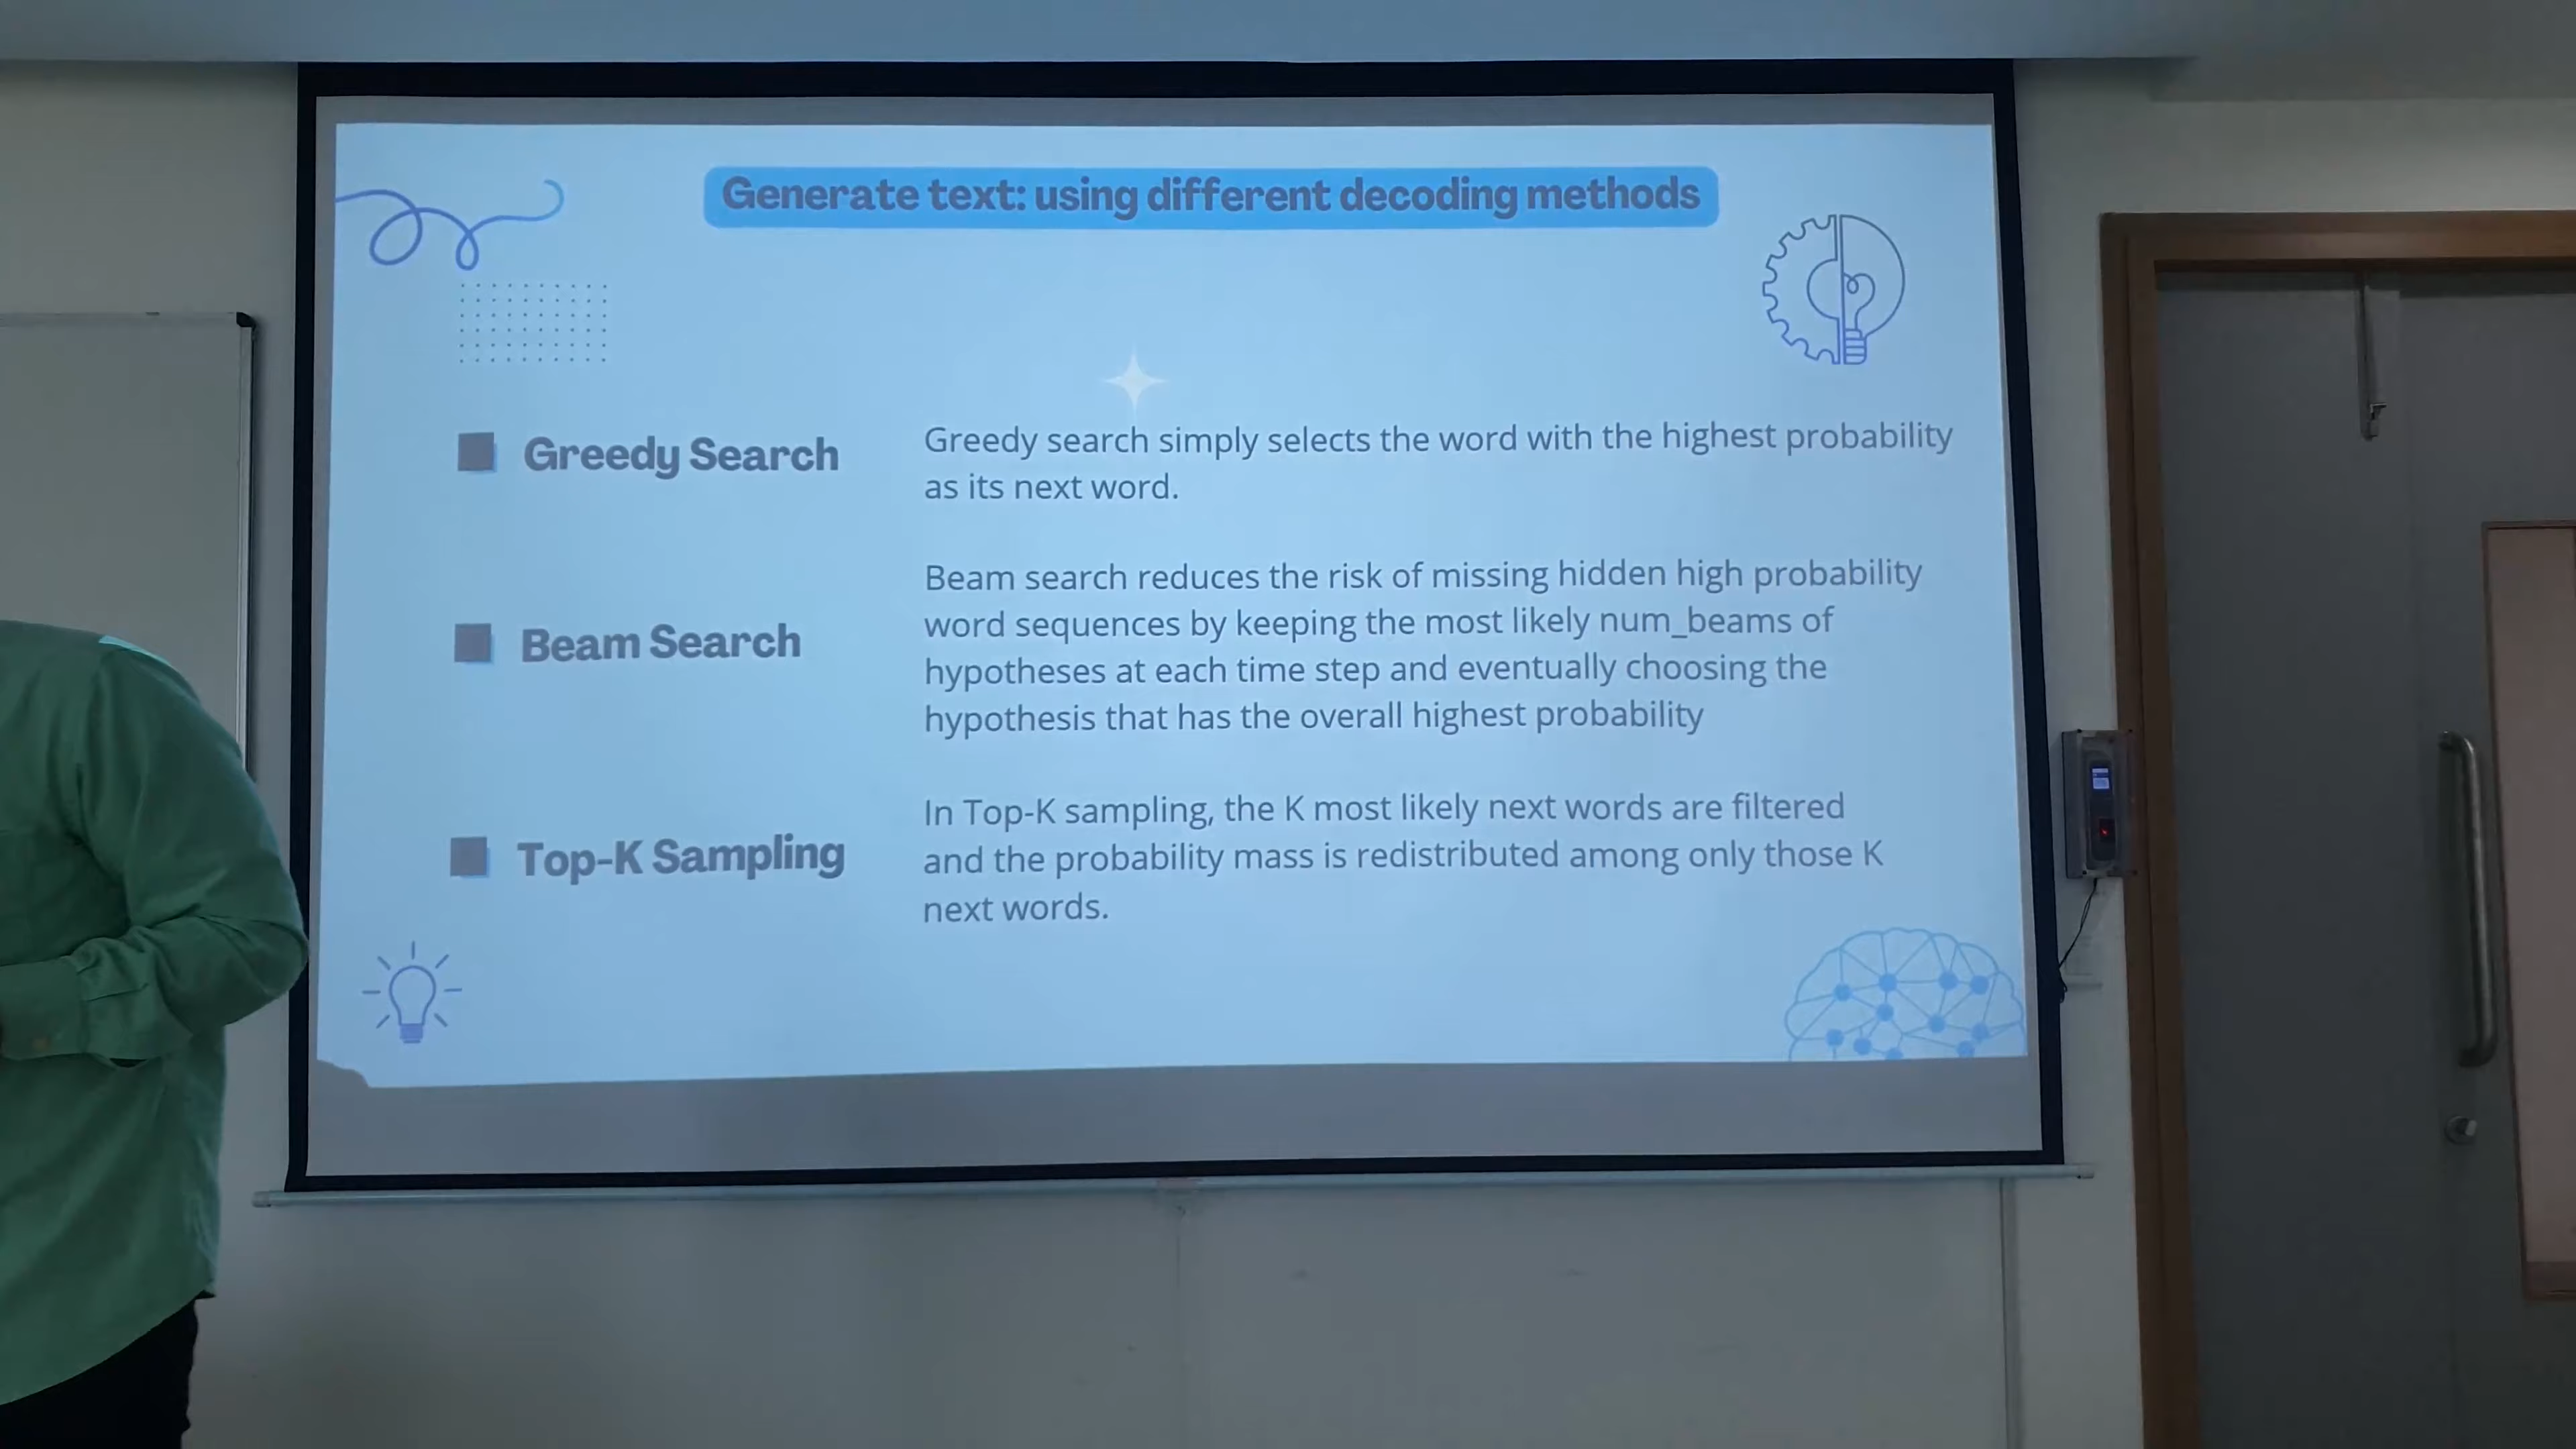 Generate text: using different decoding methods
Greedy Search
Greedy search simply selects the word with the highest probability
as its next word.
Beam Search
Beam search reduces the risk of missing hidden high probability
word sequences by keeping the most likely num_beams of
hypotheses at each time step and eventually choosing the
hypothesis that has the overall highest probability
Top-K Sampling
In Top-K sampling, the K most likely next words are filtered
and the probability mass is redistributed among only those K
next words.